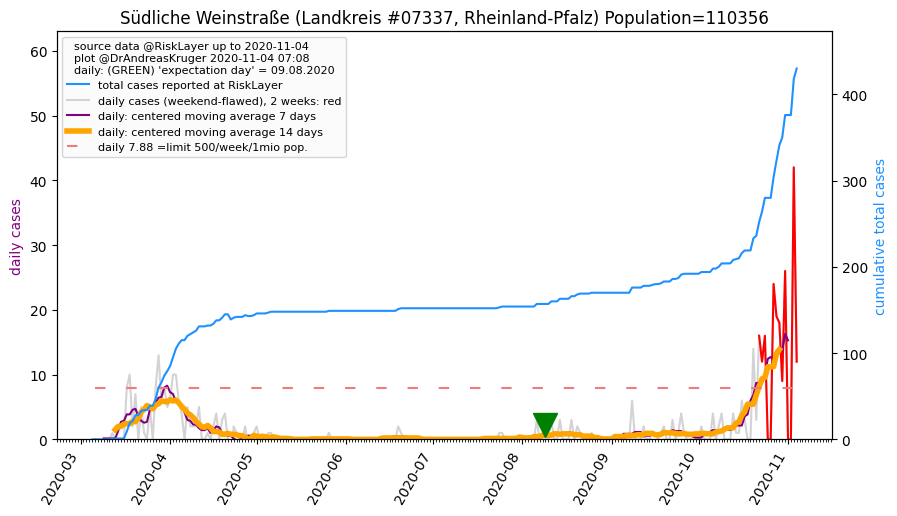 Südliche Weinstraße (Landkreis #07337, Rheinland-Pfalz) Population=110356
source data @RiskLayer up to 2020-11-04
plot @DrAndreasKruger 2020-11-04 07:08
daily: (GREEN) 'expectation day' = 09.08.2020
total cases reported at RiskLayer
daily cases (weekend-flawed), 2 weeks: red
daily: centered moving average 7 days
daily: centered moving average 14 days
daily 7.88 =limit 500/week/1mio pop.
daily cases
60
50
40
30
20
10
0
cumulative total cases
400
300
200
100
0
2020-03
2020-04
2020-05
2020-06
2020-07
2020-08
2020-09
2020-10
2020-11